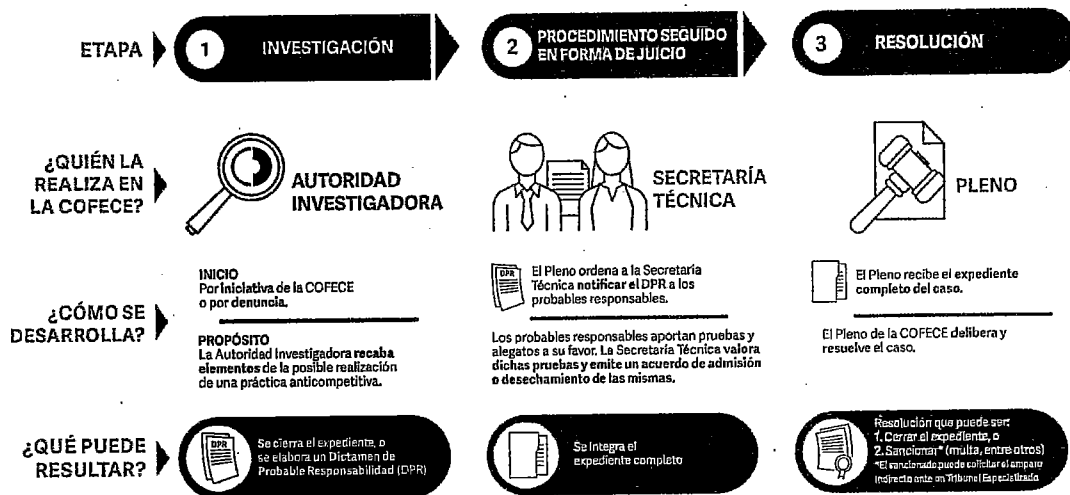 ETAPA
1
INVESTIGACIÓN
2
PROCEDIMIENTO SEGUIDO
EN FORMA DE JUICIO
3
RESOLUCIÓN
¿QUIÉN LA
REALIZA EN
LA COFECE?
AUTORIDAD
INVESTIGADORA
SECRETARÍA
TÉCNICA
PLENO
¿CÓMO SE
DESARROLLA?
INICIO
Por iniciativa de la COFECE
o por denuncia.
PROPÓSITO
La Autoridad Investigadora recaba
elementos de la posible realización
de una práctica anticompetitiva.
DPR
El Pleno ordena a la Secretaría
Técnica notificar el DPR a los
probables responsables.
Los probables responsables aportan pruebas y
alegatos a su favor. La Secretaría Técnica valora
dichas pruebas y emite un acuerdo de admisión
o desechamiento de las mismas.
El Pleno recibe el expediente
completo del caso.
El Pleno de la COFECE delibera y
resuelve el caso.
¿QUÉ PUEDE
RESULTAR?
DPR
Se cierra el expediente, o
se elabora un Dictamen de
Probable Responsabilidad (DPR)
Se integra el
expediente completo
Resolución que puede ser:
1. Cerrar el expediente, o
2. Sancionar* (multa, entre otros)
*El sancionado puede solicitar el amparo
indirecto ante un Tribunal Especializado